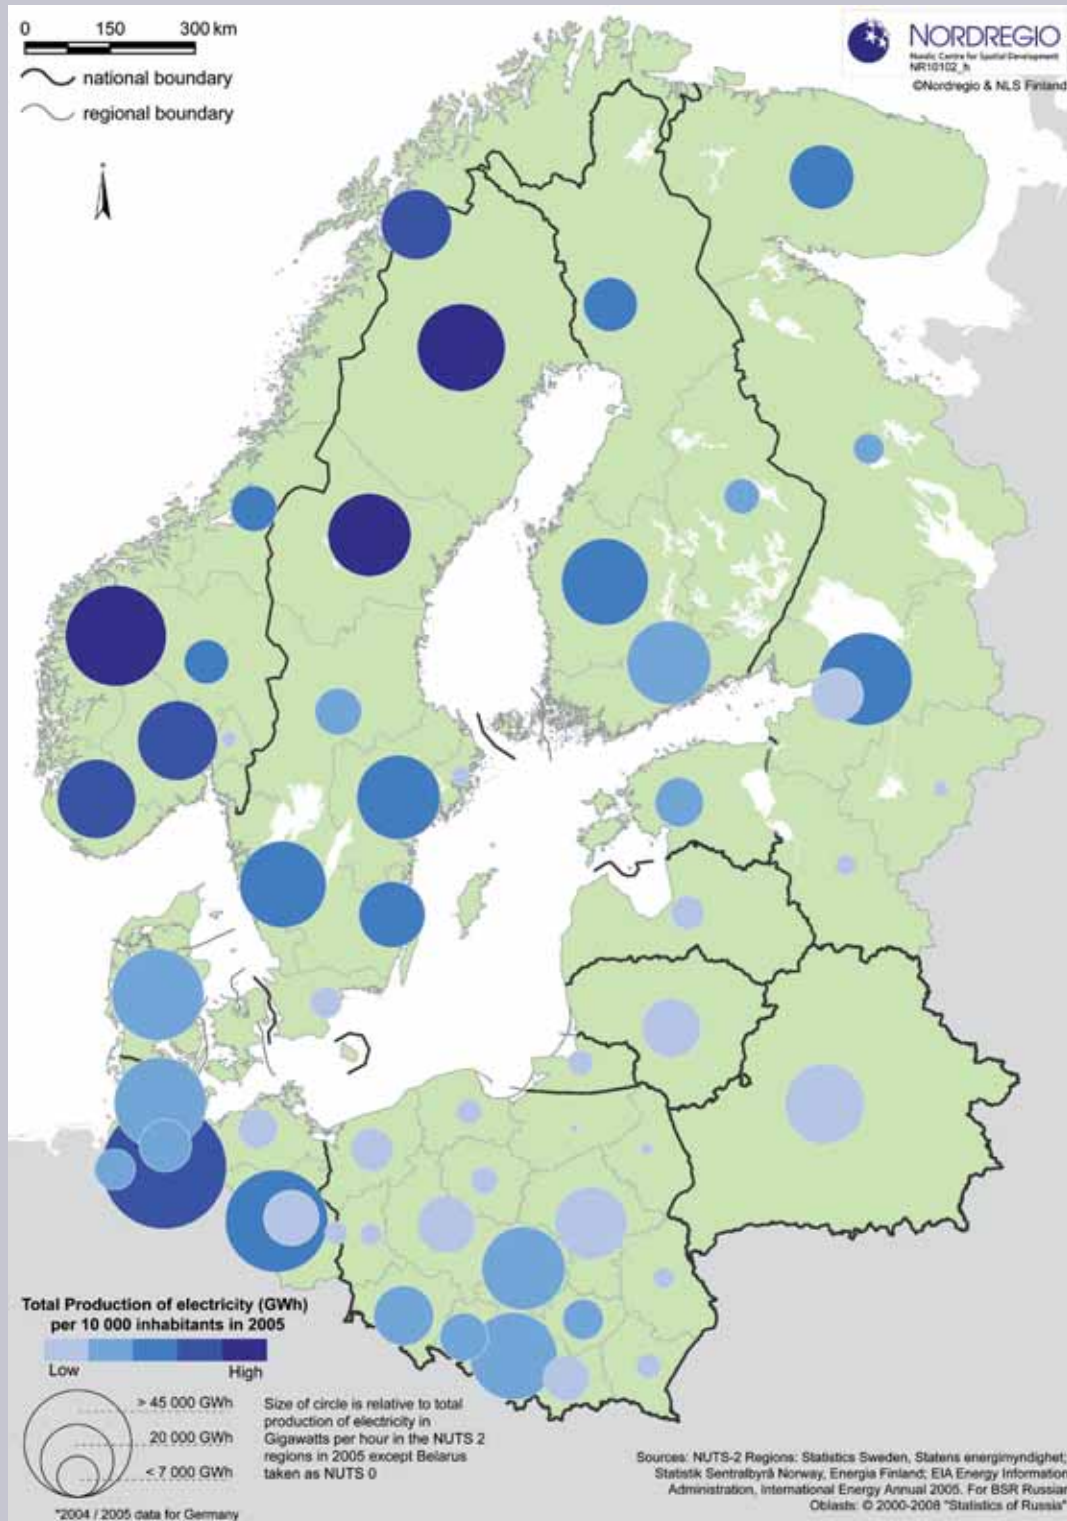 0 150 300 km
national boundary
regional boundary
NORDREGIO
Nordic Centre for Spatial Development
NR10102_h
©Nordregio & NLS Finland
Total Production of electricity (GWh)
per 10 000 inhabitants in 2005
Low High
> 45 000 GWh
20 000 GWh
< 7 000 GWh
*2004 / 2005 data for Germany
Size of circle is relative to total
production of electricity in
Gigawatts per hour in the NUTS 2
regions in 2005 except Belarus
taken as NUTS 0
Sources: NUTS-2 Regions: Statistics Sweden, Statens energimyndighet;
Statistik Sentralbyrå Norway, Energia Finland; EIA Energy Information
Administration, International Energy Annual 2005. For BSR Russian
Oblasts: © 2000-2008 "Statistics of Russia"